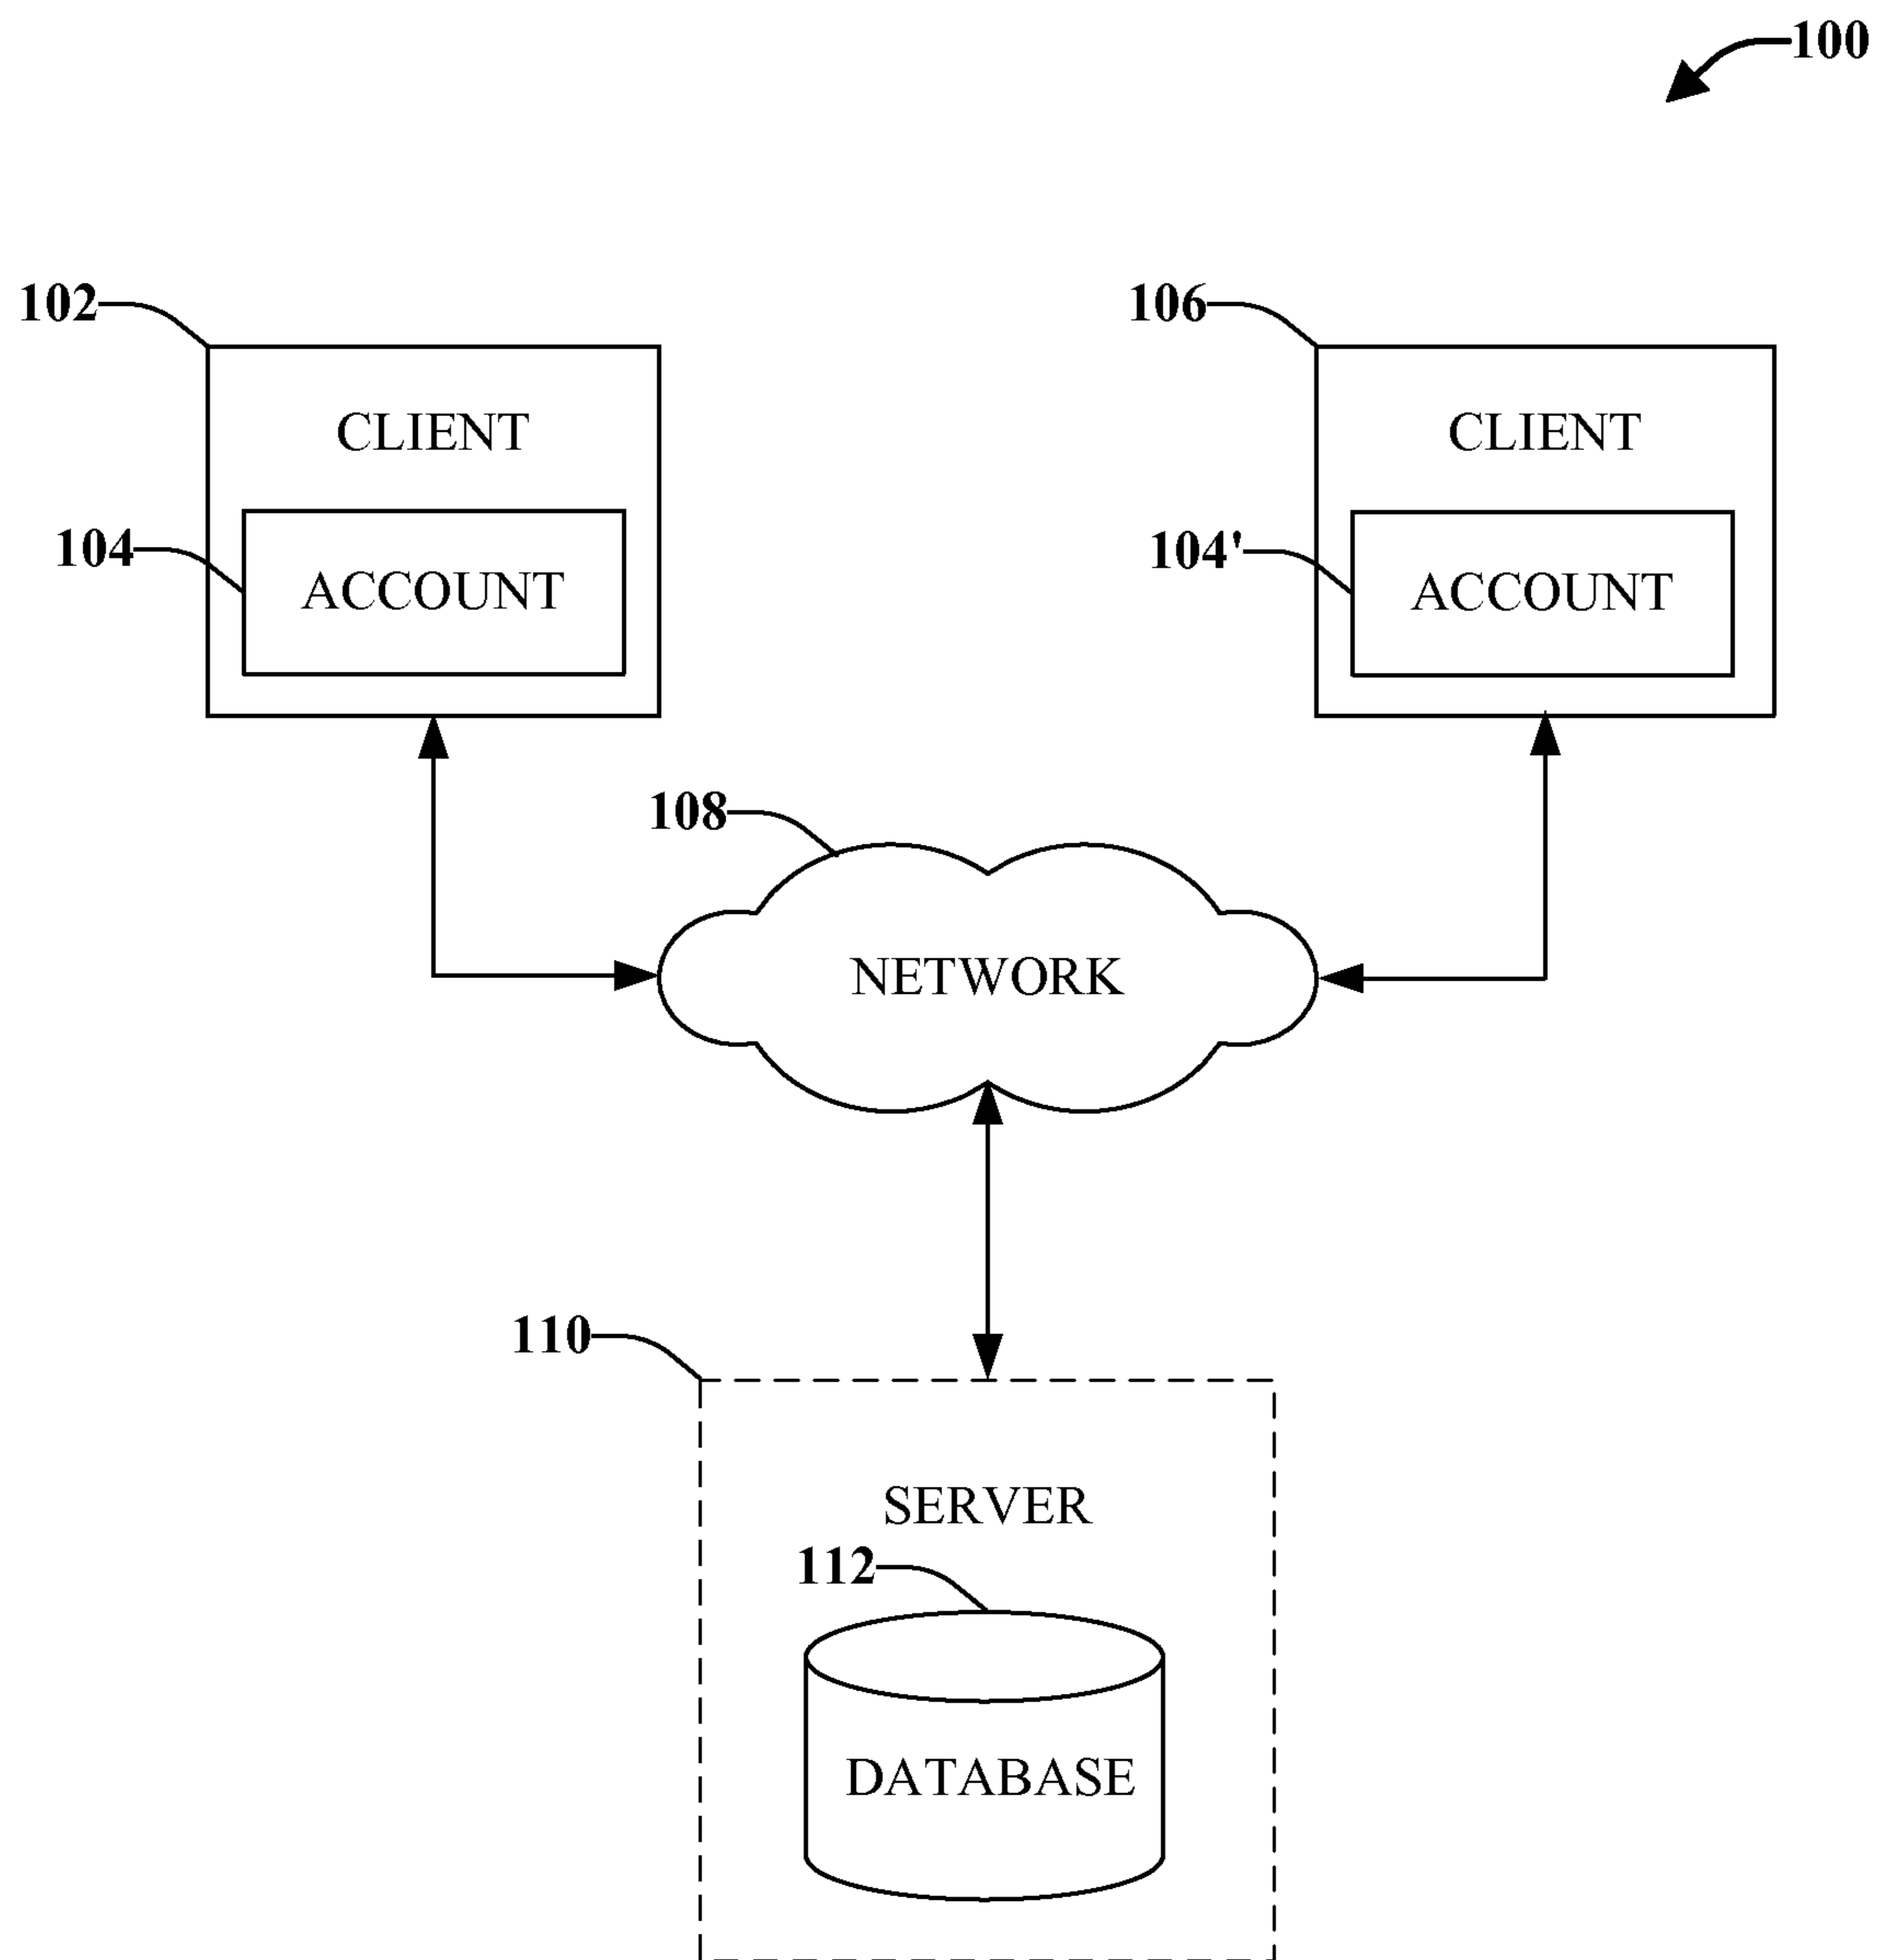 100
102
106
CLIENT
CLIENT
104
104'
ACCOUNT
ACCOUNT
108
NETWORK
110
SERVER
112
DATABASE